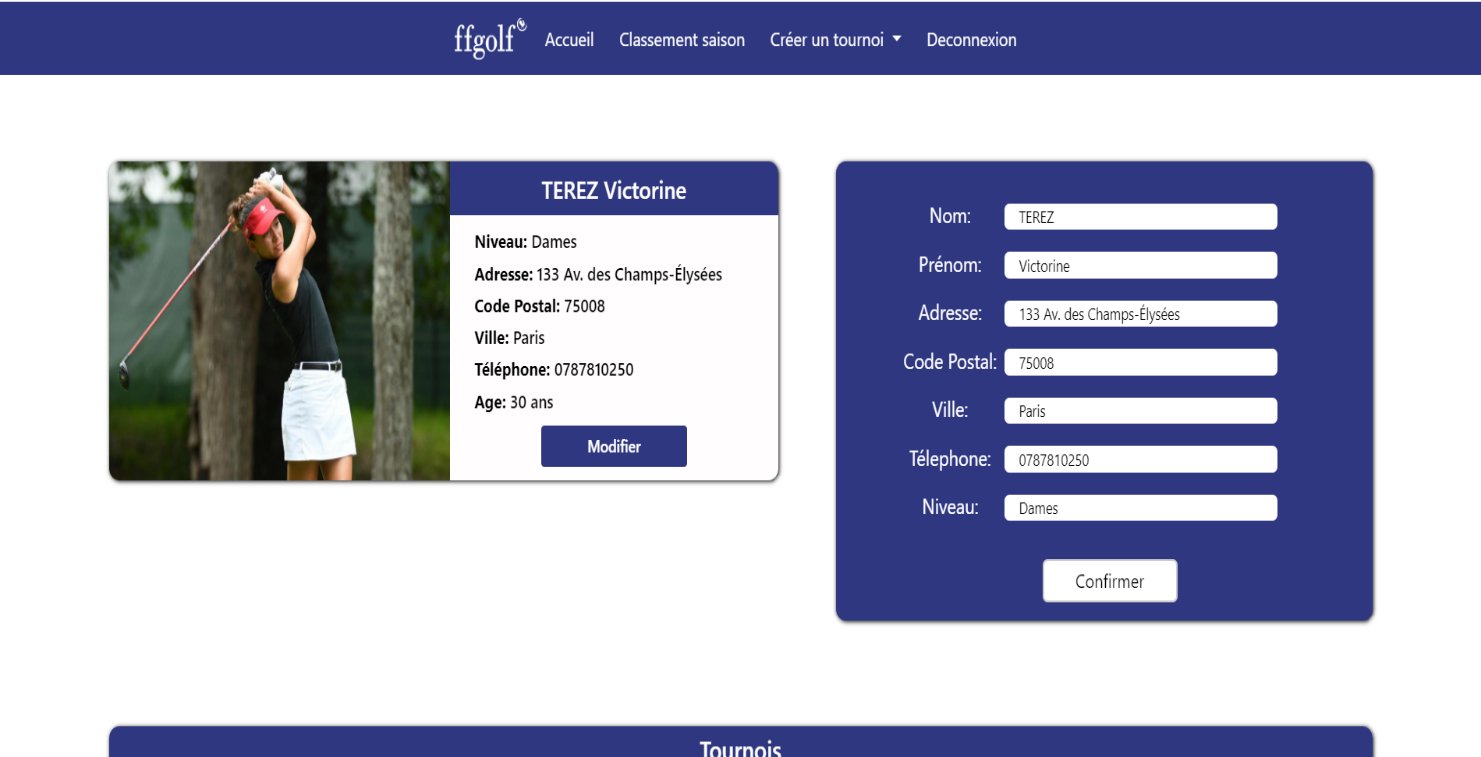 ffgolf Accueil Classement saison Créer un tournoi Deconnexion
TEREZ Victorine
Niveau: Dames
Adresse: 133 Av. des Champs-Élysées
Code Postal: 75008
Ville: Paris
Téléphone: 0787810250
Age: 30 ans
Modifier
Nom: TEREZ
Prénom: Victorine
Adresse: 133 Av. des Champs-Élysées
Code Postal: 75008
Ville: Paris
Télephone: 0787810250
Niveau: Dames
Confirmer
Tournois